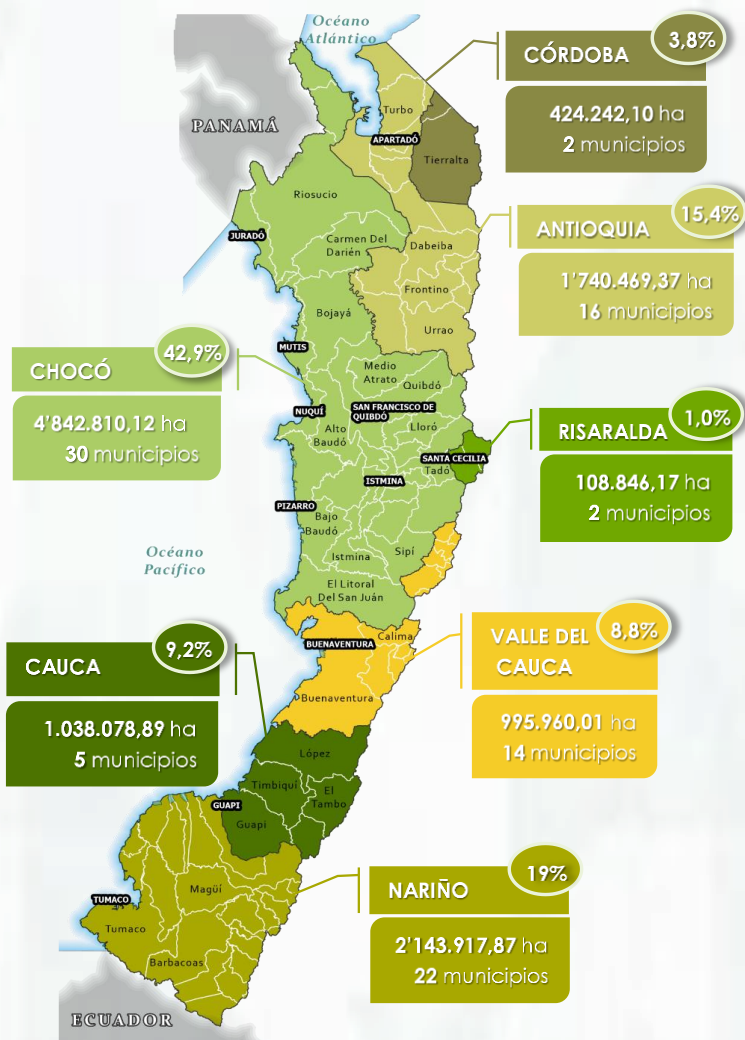 Océano
Atlántico
PANAMÁ
CÓRDOBA
3,8%
424.242,10 ha
2 municipios
Turbo
APARTADÓ
Tierralta
Riosucio
JURADÓ
Carmen Del
Darién
Dabeiba
ANTIOQUIA
15,4%
1'740.469,37 ha
16 municipios
Frontino
Urrao
Bojayá
MUTIS
CHOCÓ
42,9%
4'842.810,12 ha
30 municipios
Medio
Atrato
Quibdó
NUQUÍ
SAN FRANCISCO DE
QUIBDÓ
Alto
Baudó
Lloró
RISARALDA
1,0%
108.846,17 ha
2 municipios
SANTA CECILIA
Tadó
ISTMINA
PIZARRO
Bajo
Baudó
Océano
Pacífico
Istmina
Sipí
El Litoral
Del San Juán
CAUCA
9,2%
1.038.078,89 ha
5 municipios
BUENAVENTURA
Calima
Buenaventura
VALLE DEL
CAUCA
8,8%
995.960,01 ha
14 municipios
López
Timbiquí
El
Tambo
GUAPI
Guapi
NARIÑO
19%
2'143.917,87 ha
22 municipios
Magüí
TUMACO
Tumaco
Barbacoas
ECUADOR